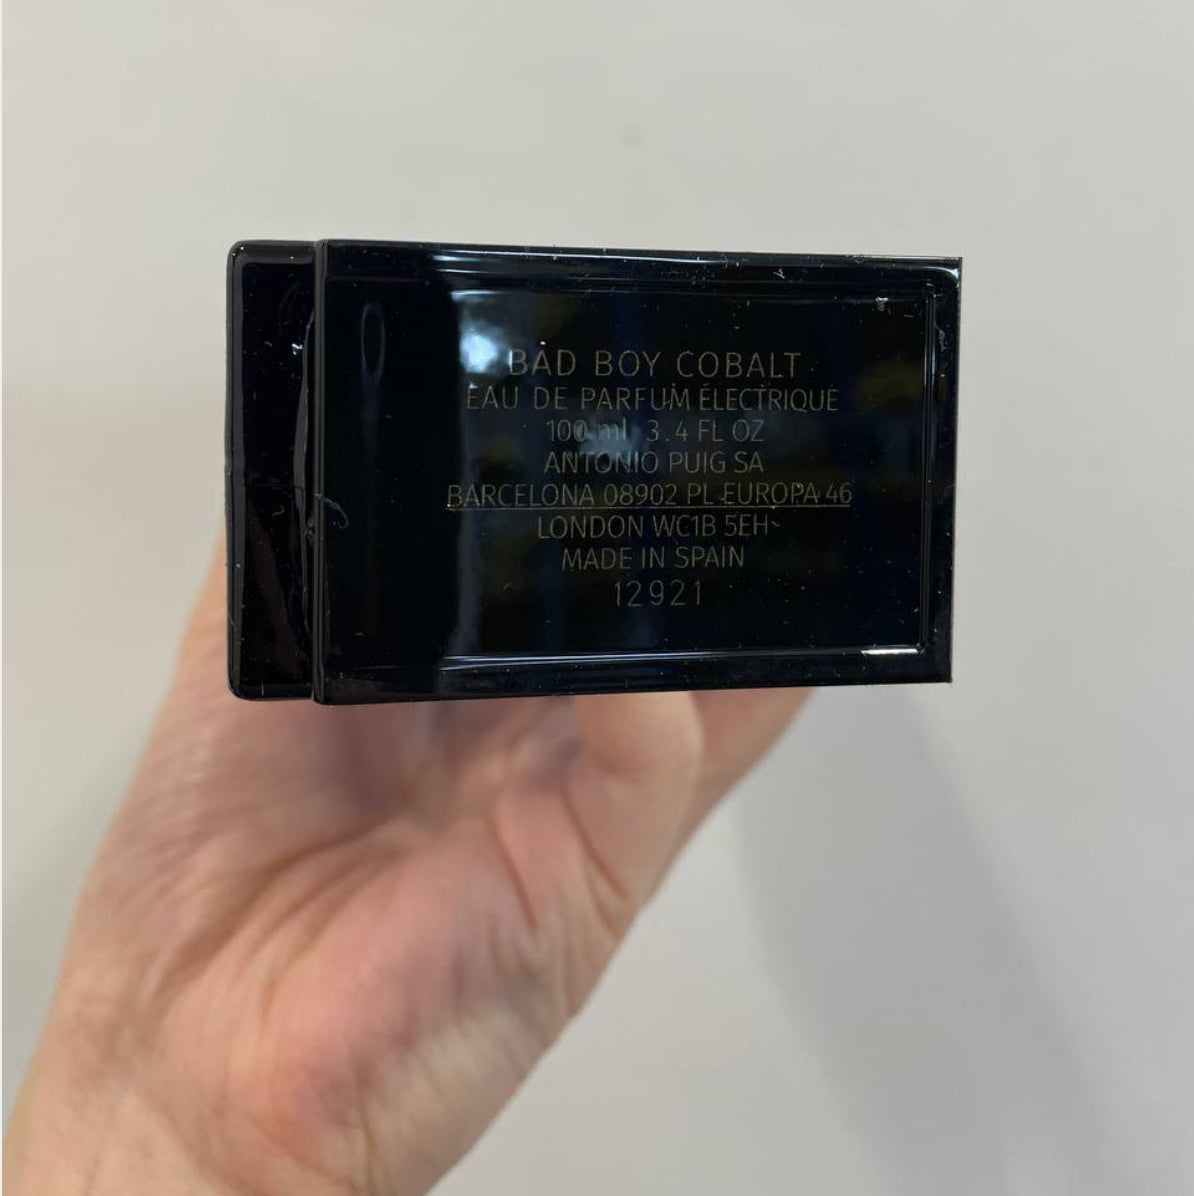 BAD BOY COBALT
EAU DE PARFUM ÉLECTRIQUE
100 ml 3.4 FL OZ
ANTONIO PUIG SA
BARCELONA 08902 PL EUROPA 46
LONDON WC1B 5EH
MADE IN SPAIN
12921